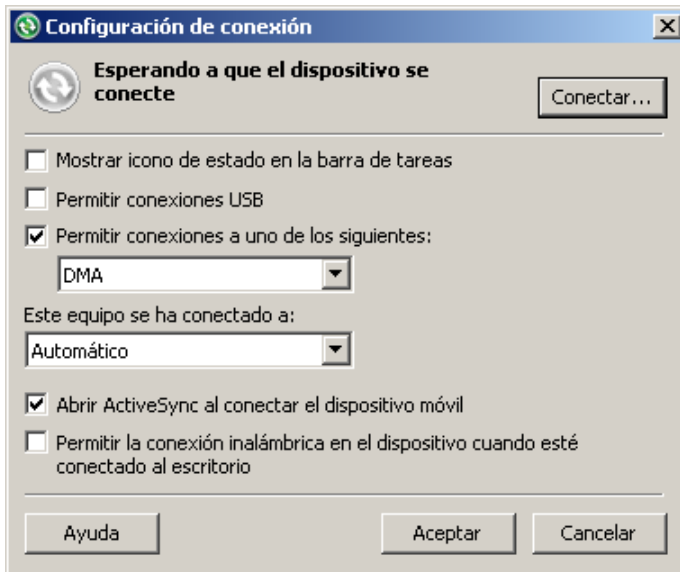 Configuración de conexión
Esperando a que el dispositivo se
conecte
Conectar...
Mostrar icono de estado en la barra de tareas
Permitir conexiones USB
Permitir conexiones a uno de los siguientes:
DMA
Este equipo se ha conectado a:
Automático
Abrir ActiveSync al conectar el dispositivo móvil
Permitir la conexión inalámbrica en el dispositivo cuando esté
conectado al escritorio
Ayuda
Aceptar
Cancelar